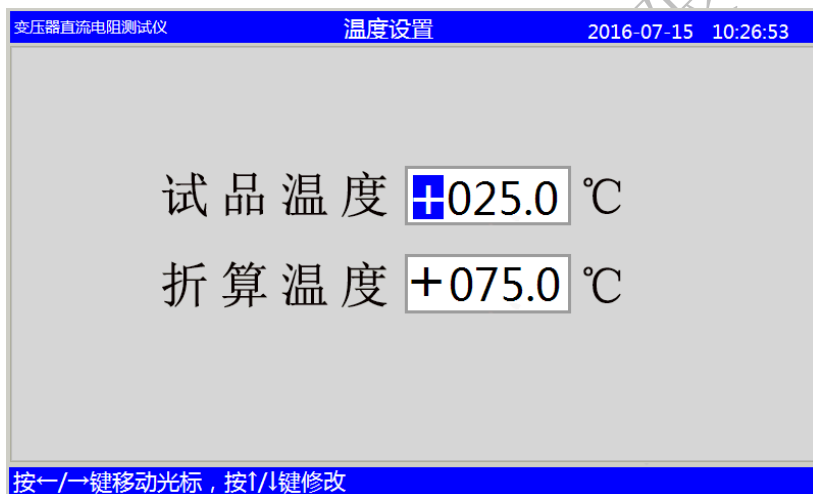 变压器直流电阻测试仪 温度设置 2016-07-15 10:26:53
试品温度 +025.0 ℃
折算温度 +075.0 ℃
按←/→键移动光标，按↑/↓键修改